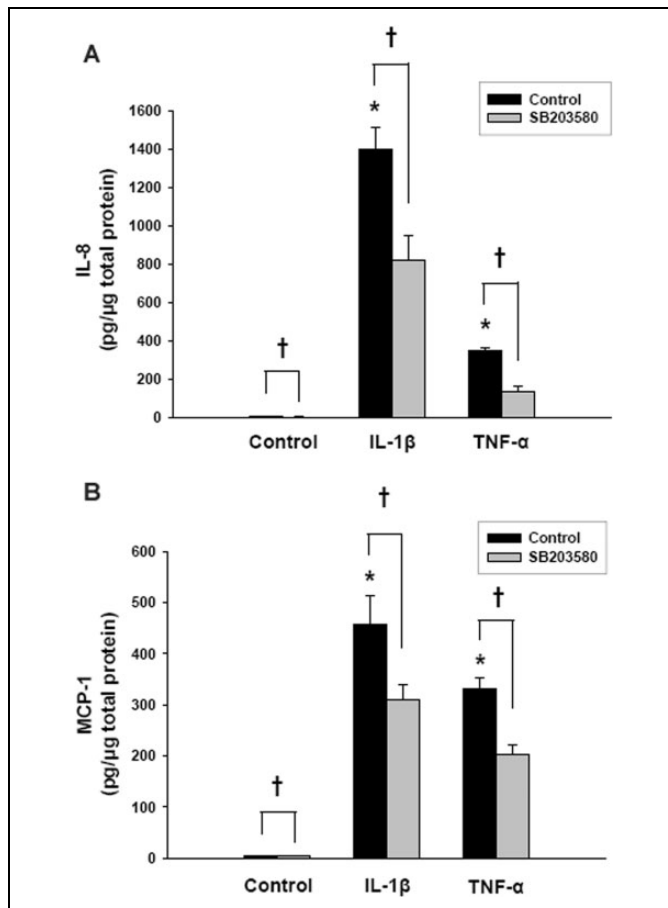 A
†
Control
SB203580
1600
1400
1200
1000
800
600
400
200
0
IL-8
(pg/µg total protein)
*
†
*
†
Control
IL-1β
TNF-α
B
†
Control
SB203580
600
500
400
300
200
100
0
MCP-1
(pg/µg total protein)
*
†
*
†
Control
IL-1β
TNF-α